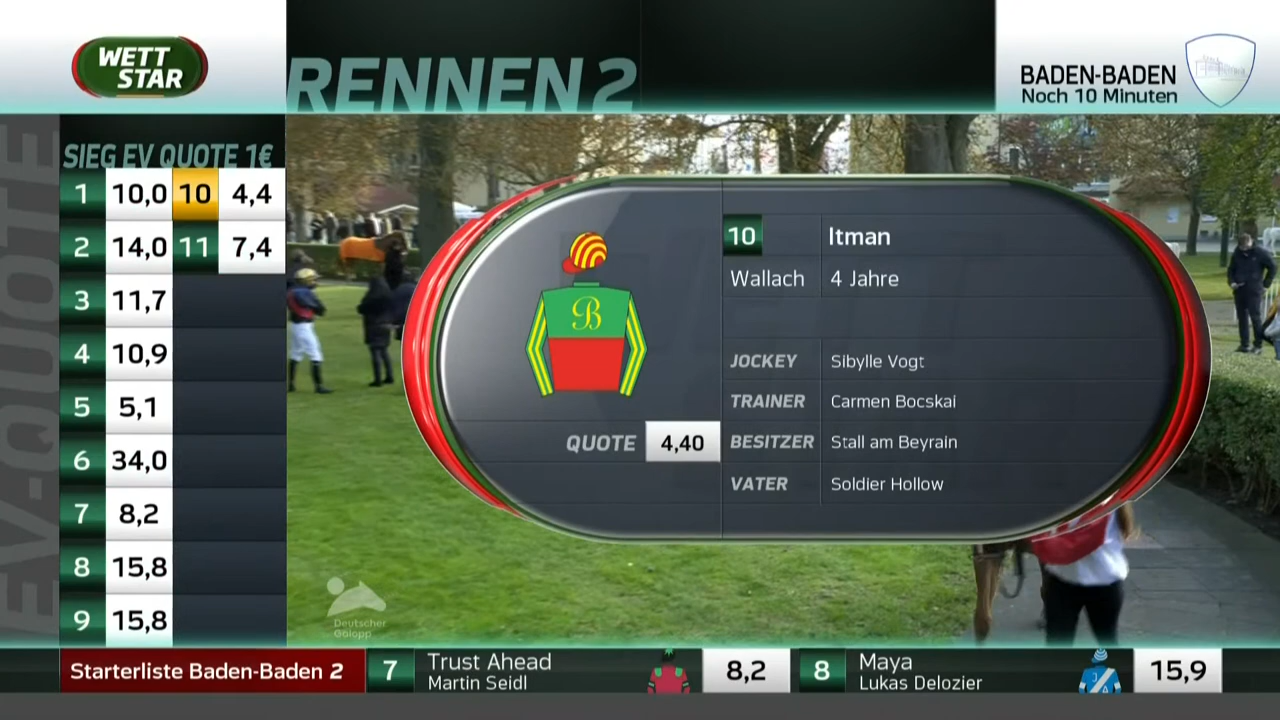 WETT
STAR
RENNEN 2
BADEN-BADEN
Noch 10 Minuten
EV-QUOTE
SIEG EV QUOTE 1€
1 10,0 10 4,4
2 14,0 11 7,4
3 11,7
4 10,9
5 5,1
6 34,0
7 8,2
8 15,8
9 15,8
B
10 Itman
Wallach 4 Jahre
JOCKEY Sibylle Vogt
TRAINER Carmen Bocskai
QUOTE 4,40 BESITZER Stall am Beyrain
VATER Soldier Hollow
Deutscher
Galopp
Starterliste Baden-Baden 2
7 Trust Ahead 8,2
Martin Seidl
8 Maya 15,9
Lukas Delozier